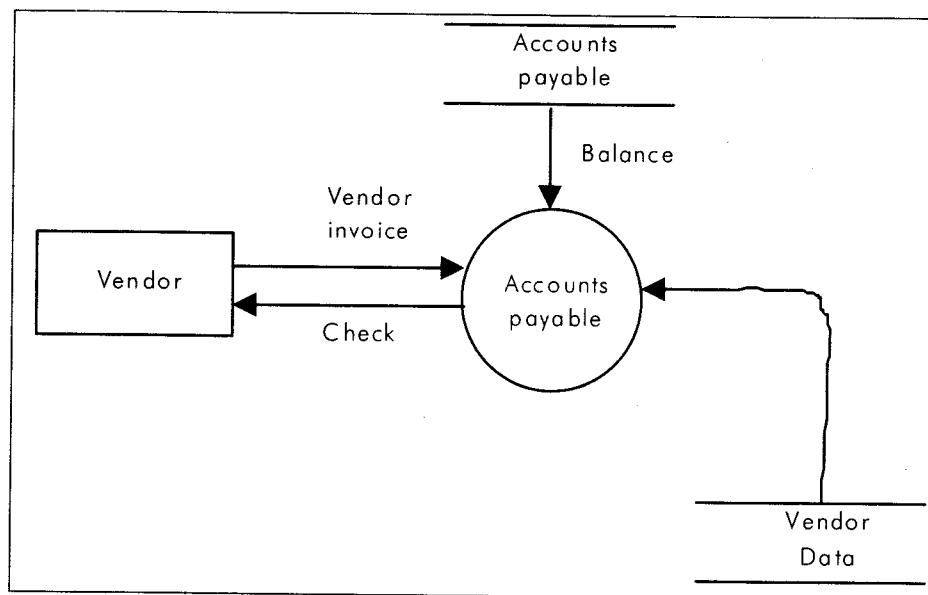 Accounts
payable
Balance
Vendor
invoice
Vendor
Accounts
payable
Check
Vendor
Data